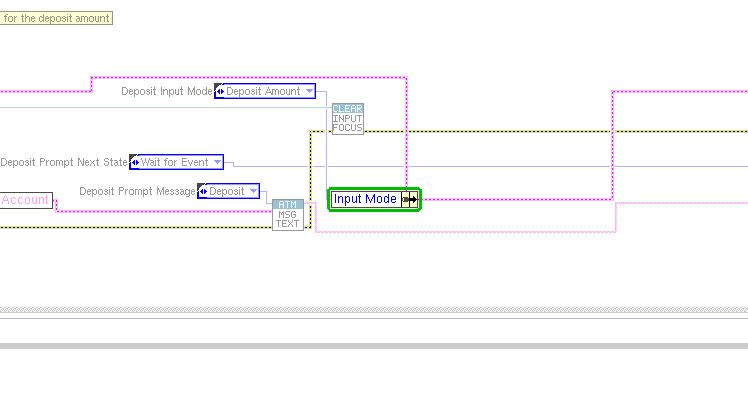 for the deposit amount
Deposit Input Mode
Deposit Amount
CLEAR
INPUT
FOCUS
Deposit Prompt Next State
Wait for Event
Deposit Prompt Message
Deposit
Account
ATM
MSG
TEXT
Input Mode